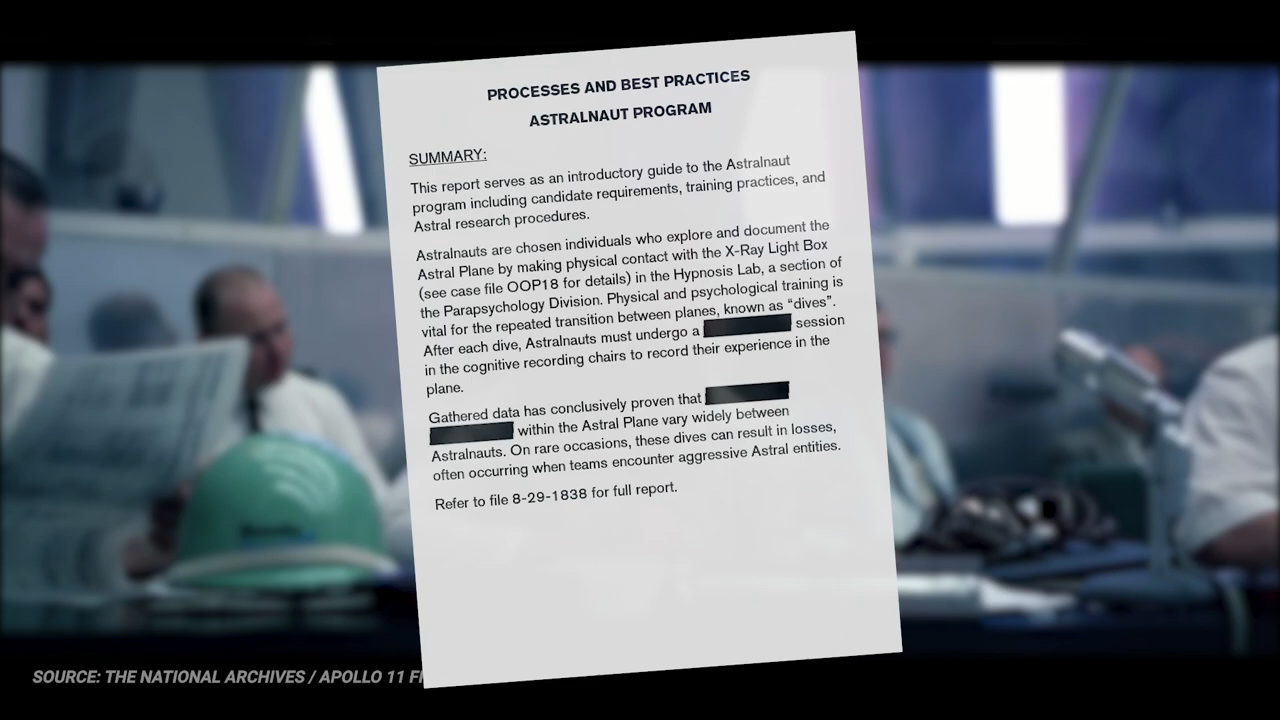 PROCESSES AND BEST PRACTICES
ASTRALNAUT PROGRAM
SUMMARY:
This report serves as an introductory guide to the Astralnaut
program including candidate requirements, training practices, and
Astral research procedures.
Astralnauts are chosen individuals who explore and document the
Astral Plane by making physical contact with the X-Ray Light Box
(see case file OOP18 for details) in the Hypnosis Lab, a section of
the Parapsychology Division. Physical and psychological training is
vital for the repeated transition between planes, known as “dives”.
After each dive, Astralnauts must undergo a session
in the cognitive recording chairs to record their experience in the
plane.
Gathered data has conclusively proven that
within the Astral Plane vary widely between
Astralnauts. On rare occasions, these dives can result in losses,
often occurring when teams encounter aggressive Astral entities.
Refer to file 8-29-1838 for full report.
SOURCE: THE NATIONAL ARCHIVES / APOLLO 11